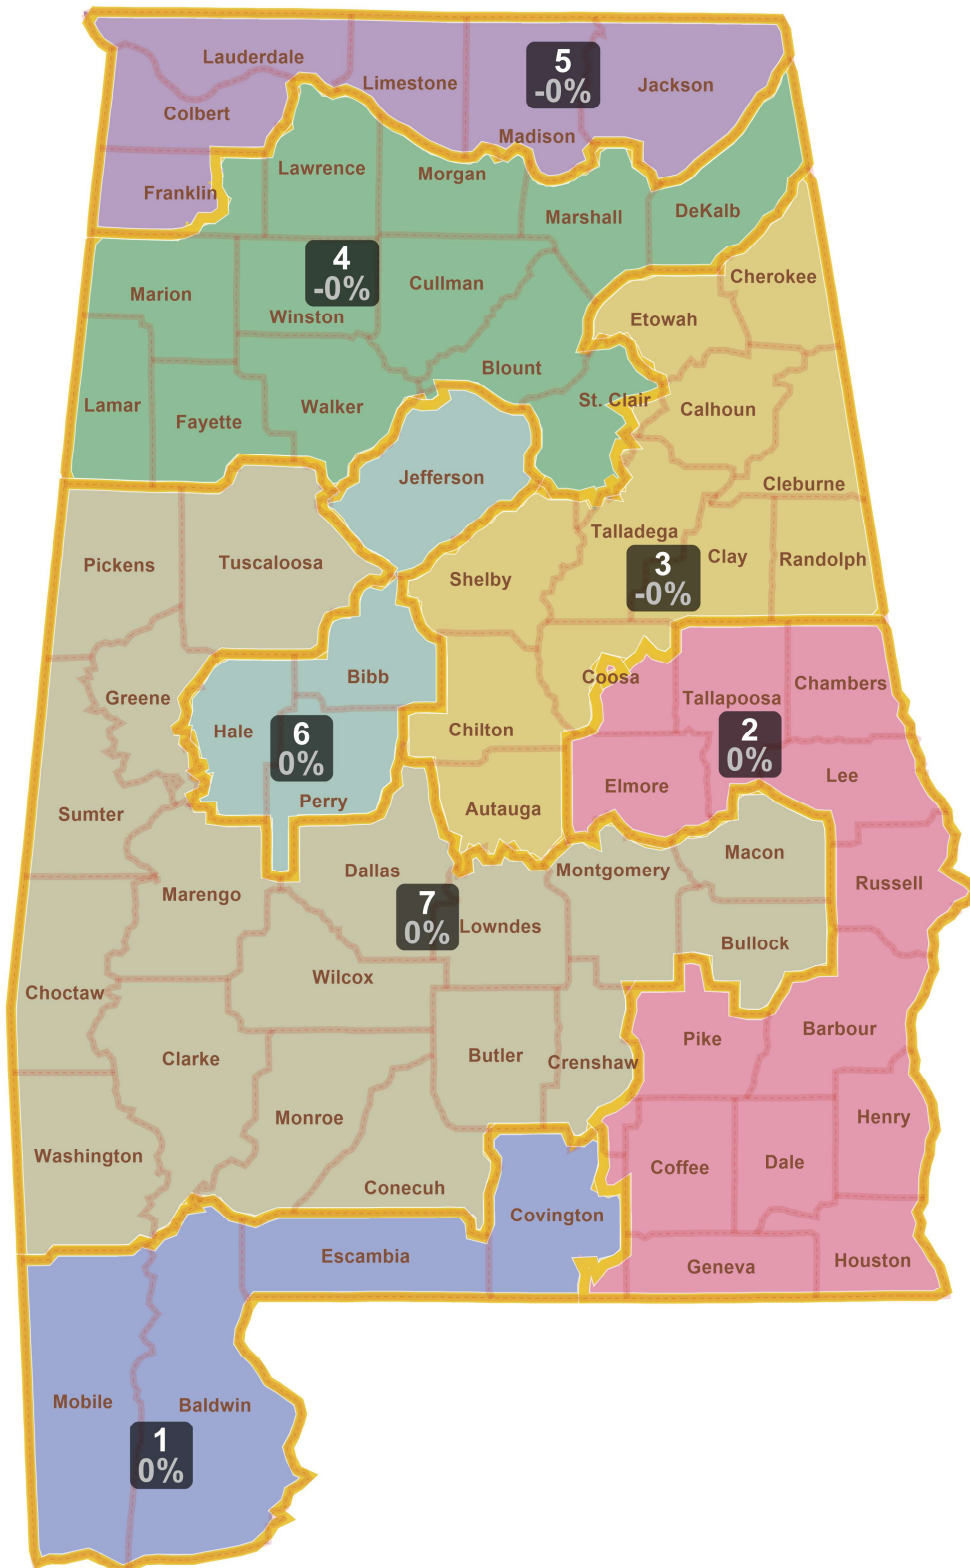 Lauderdale
Limestone
5
-0%
Jackson
Colbert
Madison
Franklin
Lawrence
Morgan
Marshall
DeKalb
4
-0%
Cullman
Cherokee
Marion
Winston
Etowah
Blount
St. Clair
Calhoun
Lamar
Fayette
Walker
Jefferson
Cleburne
Talladega
Pickens
Tuscaloosa
Shelby
3
-0%
Clay
Randolph
Bibb
Coosa
Greene
Tallapoosa
Chambers
Hale
6
0%
Chilton
2
0%
Lee
Elmore
Perry
Autauga
Sumter
Macon
Dallas
Montgomery
Russell
Marengo
7
0%
Lowndes
Bullock
Wilcox
Choctaw
Barbour
Pike
Clarke
Butler
Crenshaw
Monroe
Henry
Washington
Coffee
Dale
Conecuh
Covington
Escambia
Geneva
Houston
Mobile
Baldwin
1
0%